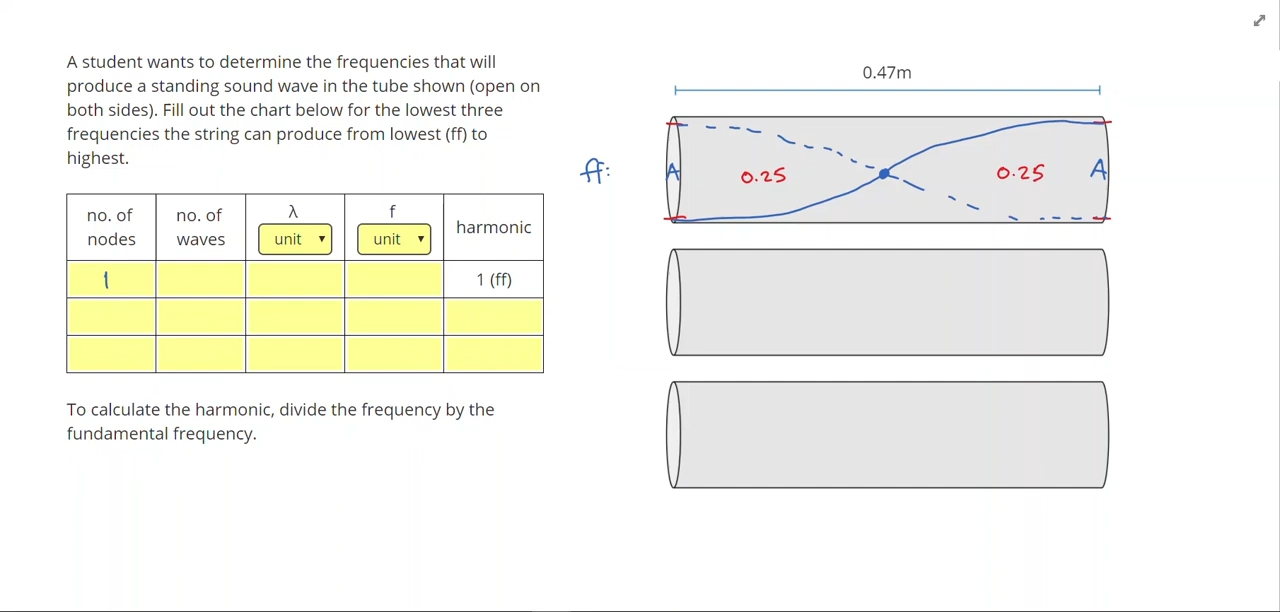 A student wants to determine the frequencies that will
produce a standing sound wave in the tube shown (open on
both sides). Fill out the chart below for the lowest three
frequencies the string can produce from lowest (ff) to
highest.
no. of nodes
no. of waves
λ
unit
f
unit
harmonic
1
1 (ff)
To calculate the harmonic, divide the frequency by the
fundamental frequency.
0.47m
ff:
A
0.25
0.25
A